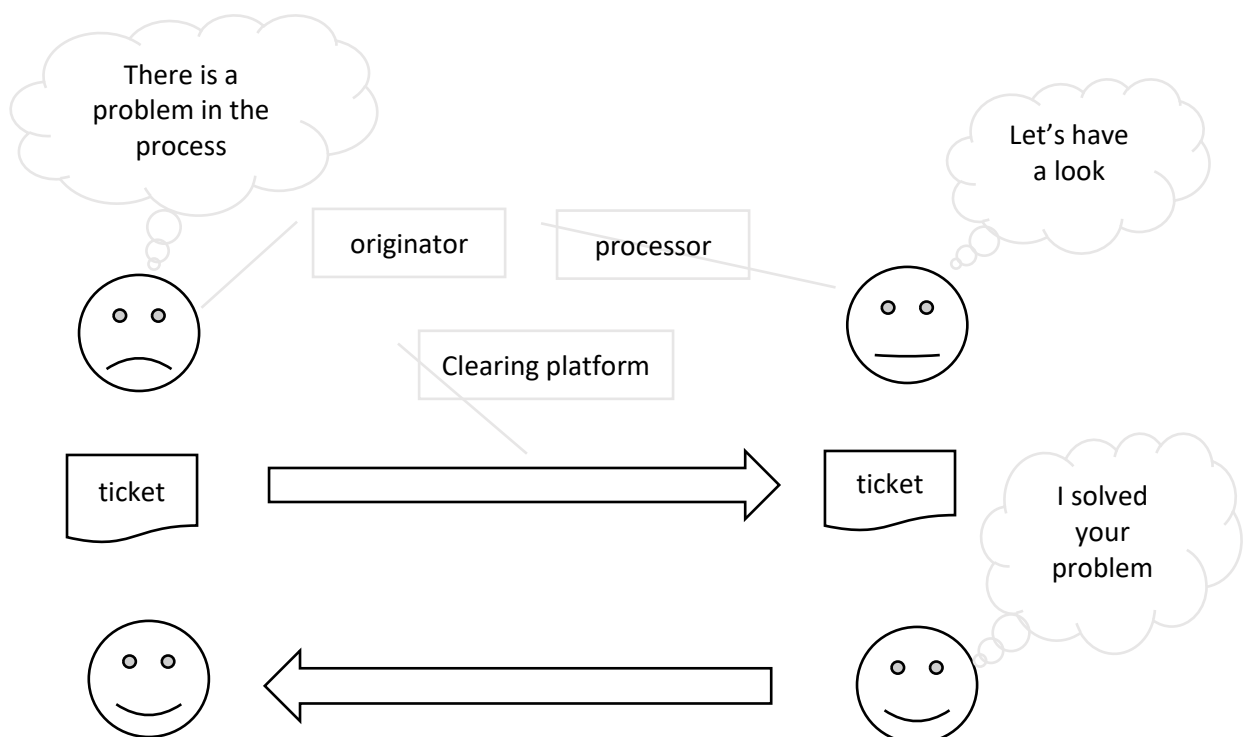 There is a
problem in the
process
Let’s have
a look
originator
processor
Clearing platform
ticket
ticket
I solved
your
problem